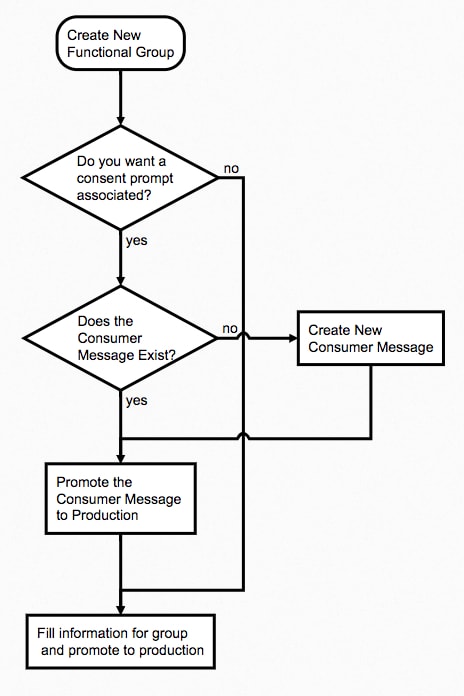 Create New
Functional Group
Do you want a
consent prompt
associated?
no
yes
Does the
Consumer
Message Exist?
no
Create New
Consumer Message
yes
Promote the
Consumer Message
to Production
Fill information for group
and promote to production